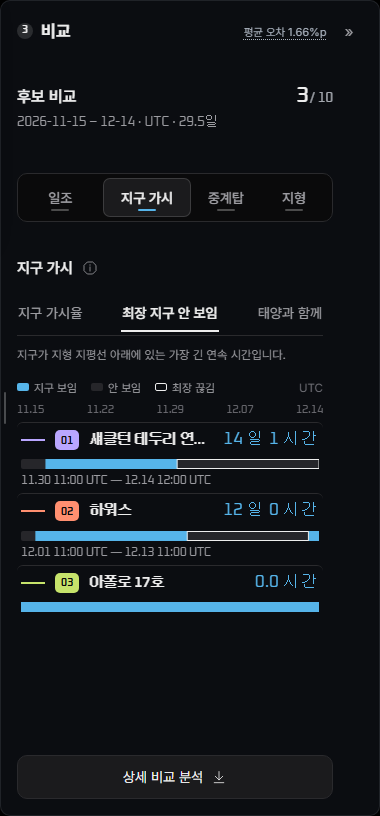 3 비교 평균 오차 1.66%p »
후보 비교 3 / 10
2026-11-15 – 12-14 · UTC · 29.5일
일조 지구 가시 중계탑 지형
지구 가시
지구 가시율 최장 지구 안 보임 태양과 함께
지구가 지형 지평선 아래에 있는 가장 긴 연속 시간입니다.
지구 보임 안 보임 최장 끊김 UTC
11.15 11.22 11.29 12.07 12.14
01 섀클턴 테두리 연... 14일 1시간
11.30 11:00 UTC — 12.14 12:00 UTC
02 하워스 12일 0시간
12.01 11:00 UTC — 12.13 11:00 UTC
03 아폴로 17호 0.0시간
상세 비교 분석